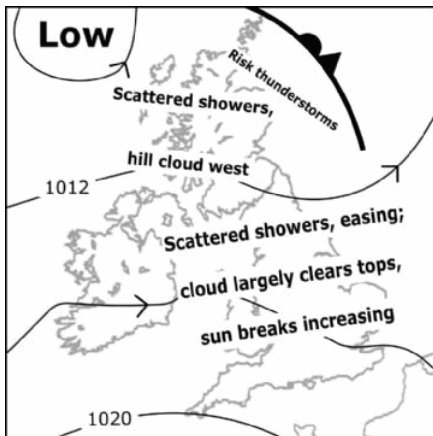 Low
Risk thunderstorms
Scattered showers,
hill cloud west
1012
Scattered showers, easing;
cloud largely clears tops,
sun breaks increasing
1020